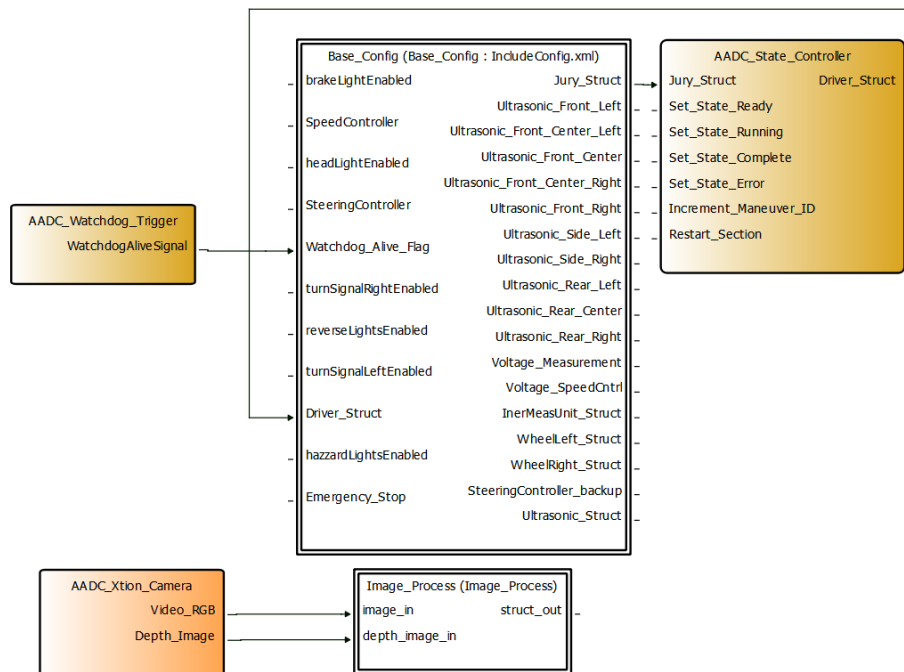 Base_Config (Base_Config : IncludeConfig.xml)
brakeLightEnabled
SpeedController
headLightEnabled
SteeringController
Watchdog_Alive_Flag
turnSignalRightEnabled
reverseLightsEnabled
turnSignalLeftEnabled
Driver_Struct
hazzardLightsEnabled
Emergency_Stop
Jury_Struct
Ultrasonic_Front_Left
Ultrasonic_Front_Center_Left
Ultrasonic_Front_Center
Ultrasonic_Front_Center_Right
Ultrasonic_Front_Right
Ultrasonic_Side_Left
Ultrasonic_Side_Right
Ultrasonic_Rear_Left
Ultrasonic_Rear_Center
Ultrasonic_Rear_Right
Voltage_Measurement
Voltage_SpeedCntrl
InerMeasUnit_Struct
WheelLeft_Struct
WheelRight_Struct
SteeringController_backup
Ultrasonic_Struct
AADC_State_Controller
Jury_Struct Driver_Struct
Set_State_Ready
Set_State_Running
Set_State_Complete
Set_State_Error
Increment_Maneuver_ID
Restart_Section
AADC_Watchdog_Trigger
WatchdogAliveSignal
AADC_Xtion_Camera
Video_RGB
Depth_Image
Image_Process (Image_Process)
image_in struct_out
depth_image_in